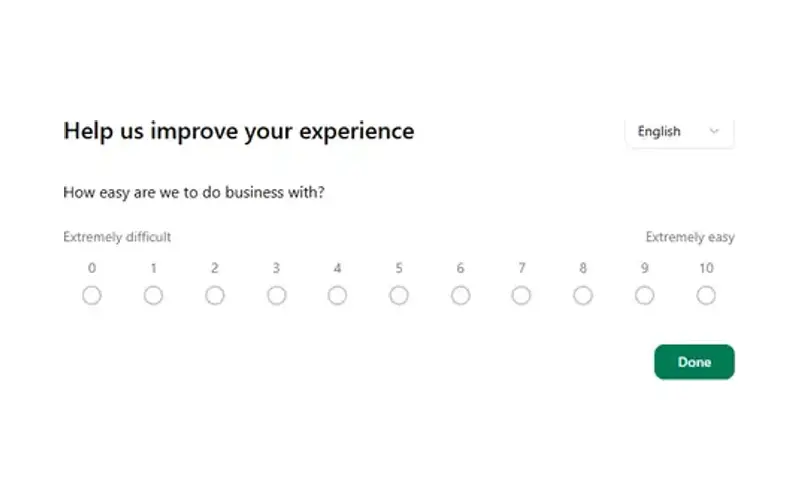 Help us improve your experience
English
How easy are we to do business with?
Extremely difficult Extremely easy
0 1 2 3 4 5 6 7 8 9 10
Done